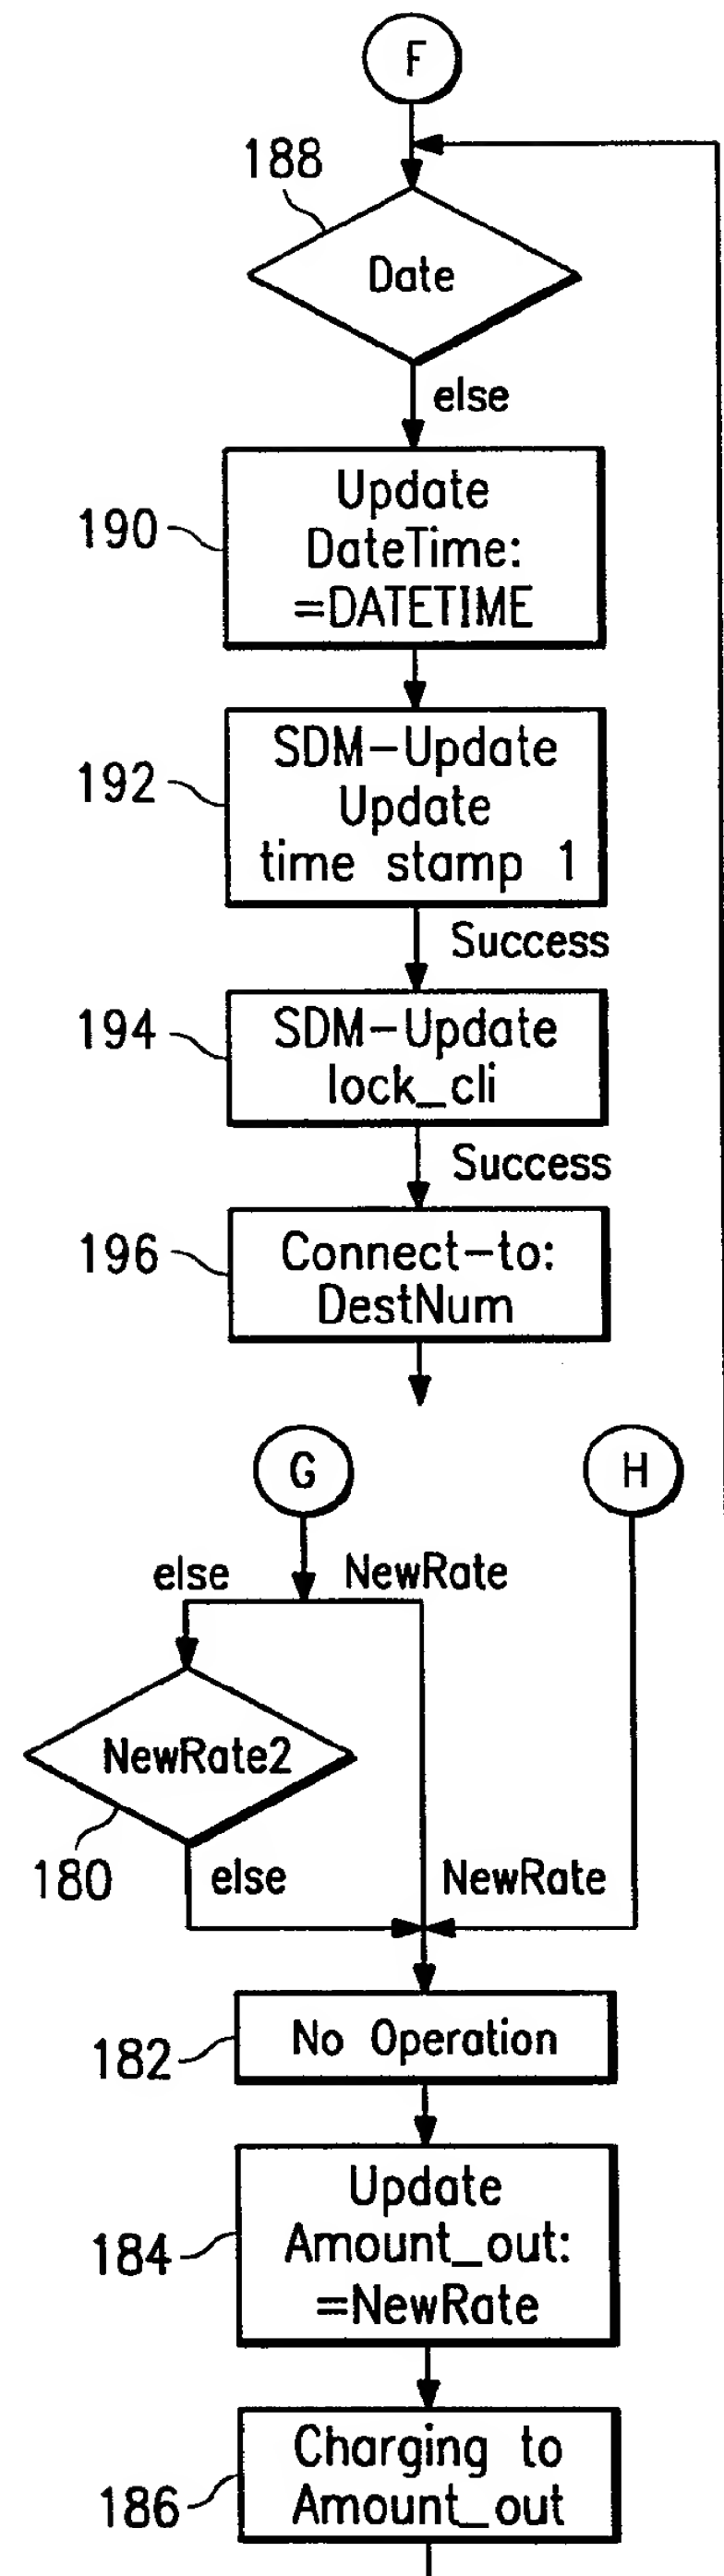 F
188
Date
else
190
Update
DateTime:
=DATETIME
192
SDM-Update
Update
time stamp 1
Success
194
SDM-Update
lock_cli
Success
196
Connect-to:
DestNum
G
H
else
NewRate
NewRate2
180
else
NewRate
182
No Operation
184
Update
Amount_out:
=NewRate
186
Charging to
Amount_out